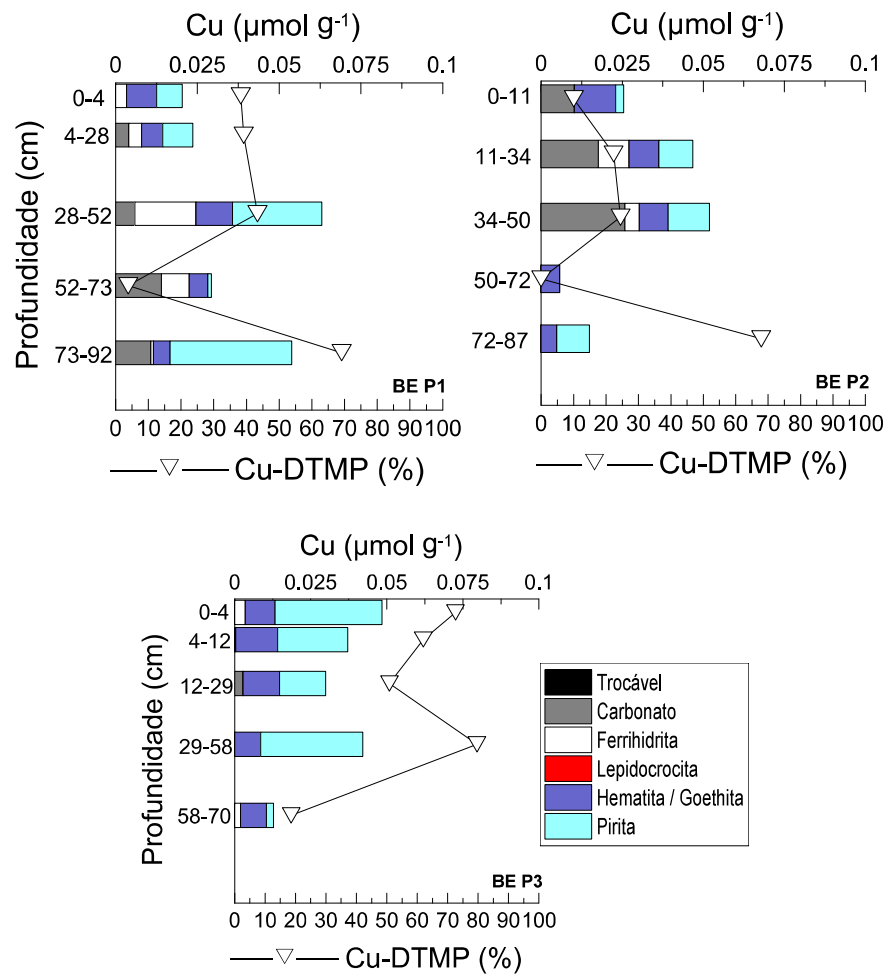 Cu (µmol g⁻¹)
0 0.025 0.05 0.075 0.1
Profundidade (cm)
0-4
4-28
28-52
52-73
73-92
BE P1
0 10 20 30 40 50 60 70 80 90 100
Cu-DTMP (%)
Cu (µmol g⁻¹)
0 0.025 0.05 0.075 0.1
0-11
11-34
34-50
50-72
72-87
BE P2
0 10 20 30 40 50 60 70 80 90 100
Cu-DTMP (%)
Cu (µmol g⁻¹)
0 0.025 0.05 0.075 0.1
Profundidade (cm)
0-4
4-12
12-29
29-58
58-70
BE P3
0 10 20 30 40 50 60 70 80 90 100
Cu-DTMP (%)
Trocável
Carbonato
Ferrihidrita
Lepidocrocita
Hematita / Goethita
Pirita